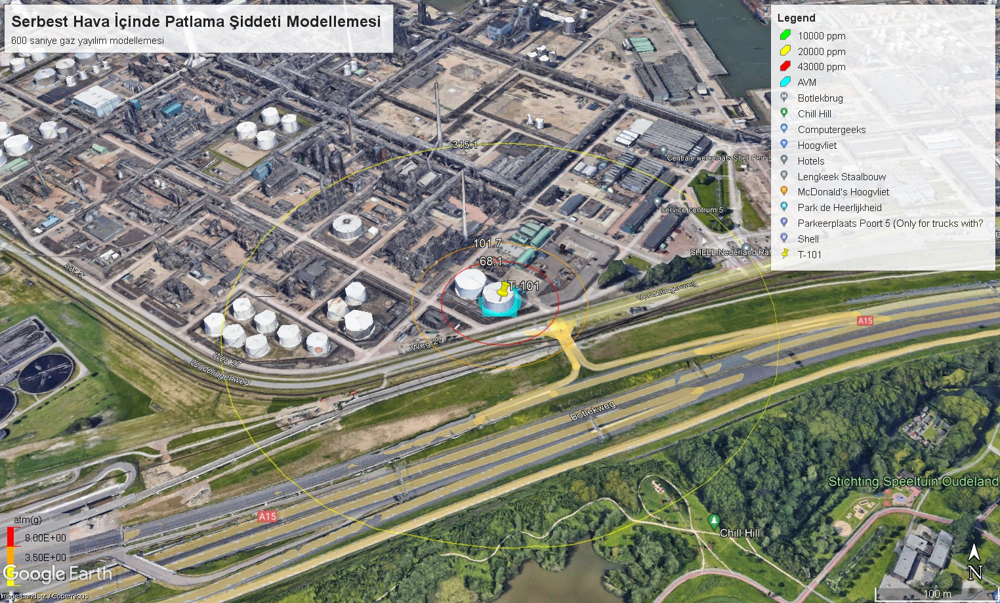 Serbest Hava İçinde Patlama Şiddeti Modellemesi
600 saniye gaz yayılım modellemesi
Legend
10000 ppm
20000 ppm
43000 ppm
AVM
Botlekbrug
Chill Hill
Computergeeks
Hoogvliet
Hotels
Lengkeek Staalbouw
McDonald's Hoogvliet
Park de Heerlijkheid
Parkeerplaats Poort 5 (Only for trucks with?
Shell
T-101
315.1
Centrale werkplaats Shell Pernis
service centrum 5
101.7
SHELL Nederland Raffin
68.1
T-101
Weg 27
Vondelingenweg
A15
Weg 27
Weg 27
Vondelingenweg
Botlekweg
Stichting Speeltuin Oudeland
A15
Chill Hill
atm(g)
8.00E+00
3.50E+00
Google Earth
Image Landsat / Copernicus
N
100 m